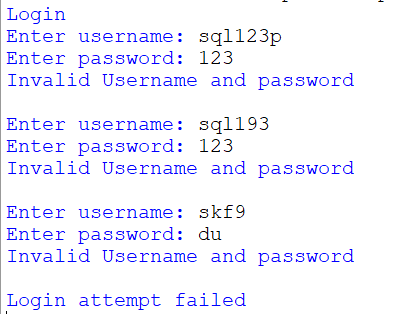 Login
Enter username: sql123p
Enter password: 123
Invalid Username and password
Enter username: sql193
Enter password: 123
Invalid Username and password
Enter username: skf9
Enter password: du
Invalid Username and password
Login attempt failed